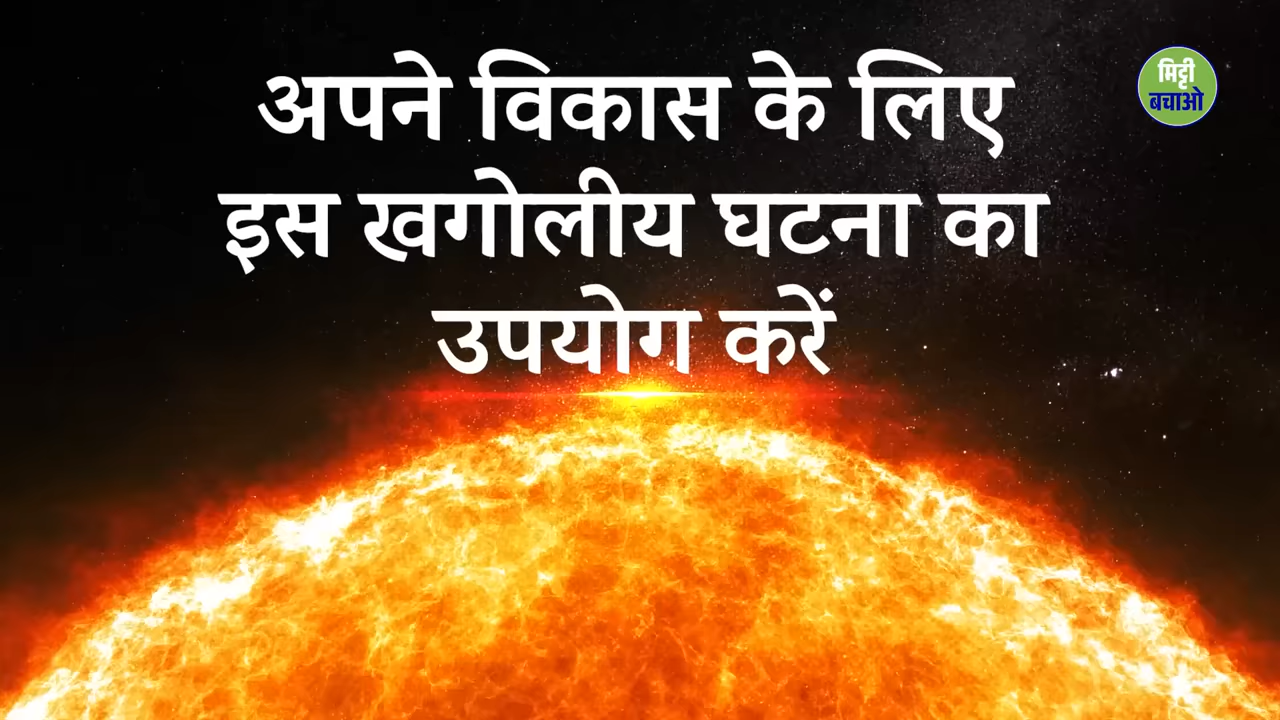 अपने विकास के लिए
इस खगोलीय घटना का
उपयोग करें
मिट्टी
बचाओ